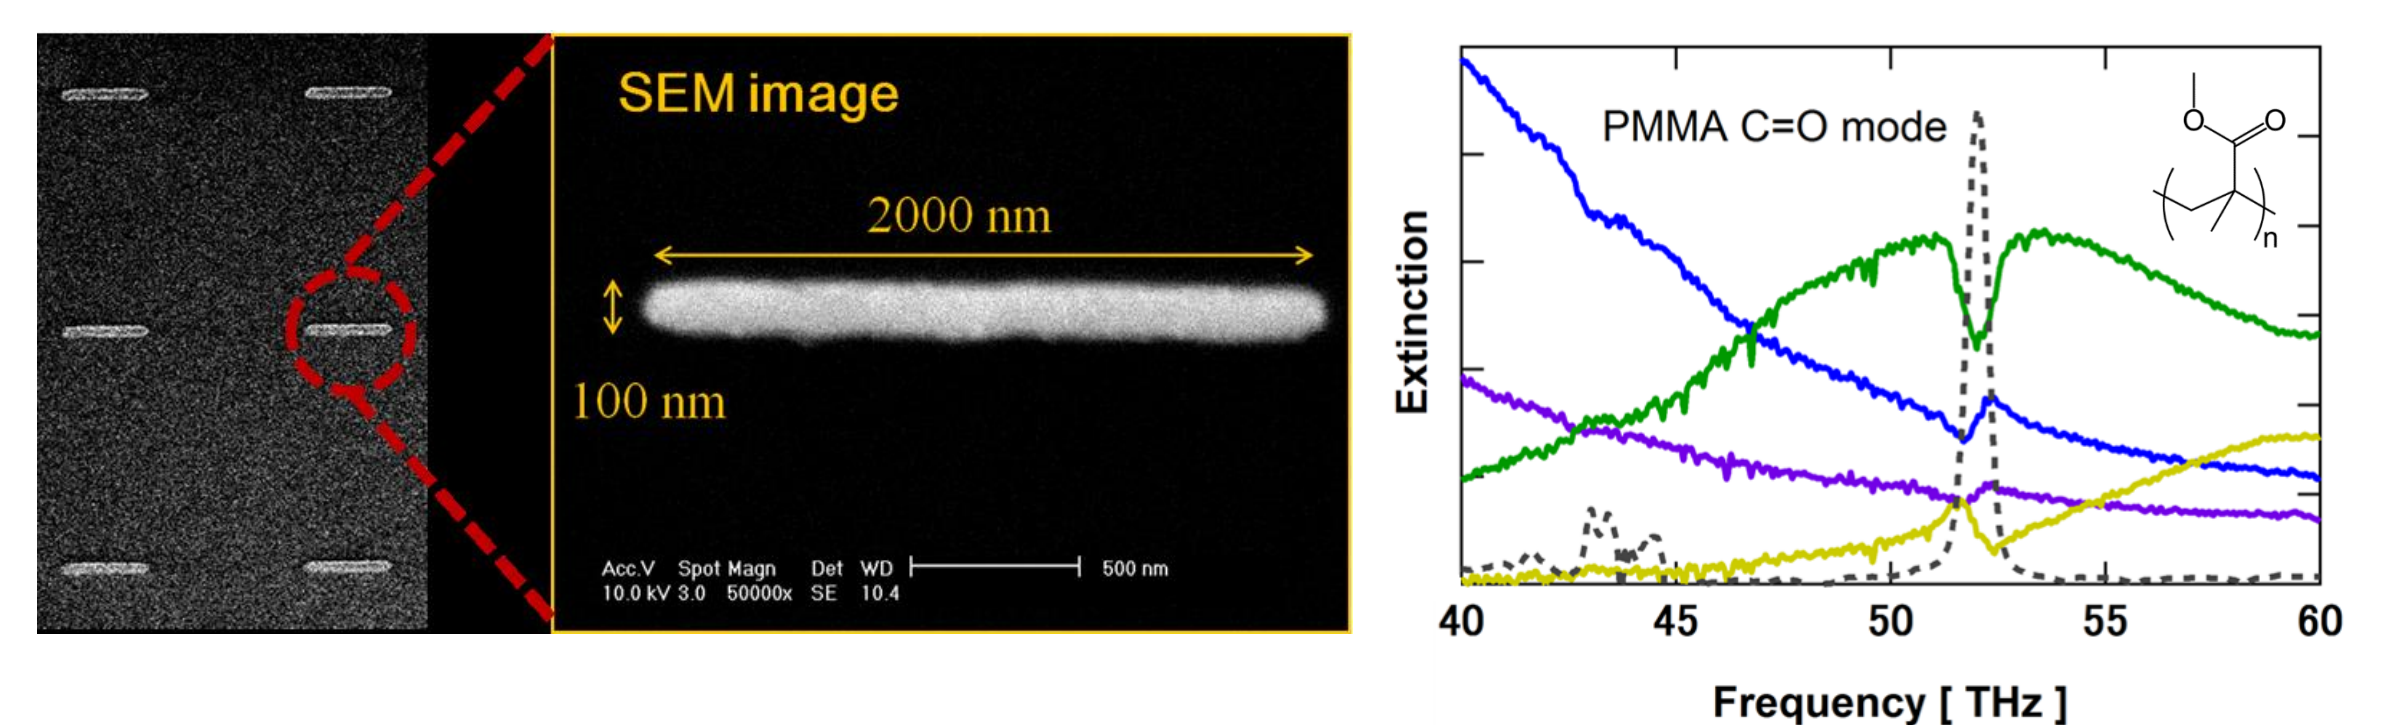 SEM image
2000 nm
100 nm
Acc.V Spot Magn Det WD 500 nm
10.0 kV 3.0 50000x SE 10.4
PMMA C=O mode
O
O
n
Extinction
40 45 50 55 60
Frequency [ THz ]